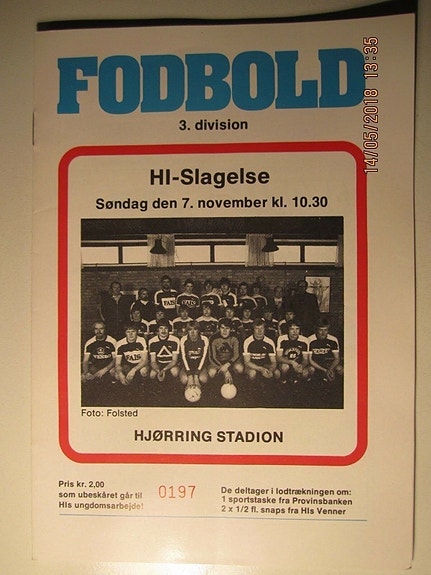 FODBOLD
3. division
HI-Slagelse
Søndag den 7. november kl. 10.30
Foto: Folsted
HJØRRING STADION
Pris kr. 2,00
som ubeskåret går til
HIs ungdomsarbejde!
0197
De deltager i lodtrækningen om:
1 sportstaske fra Provinsbanken
2 x 1/2 fl. snaps fra HIs Venner
14/05/2018 13:35